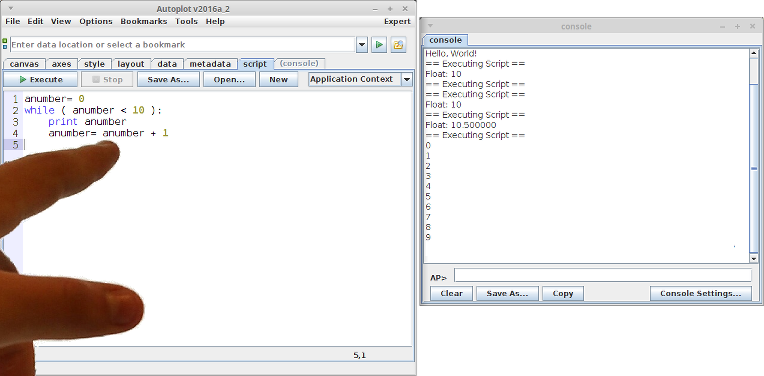 Autoplot v2016a_2
File Edit View Options Bookmarks Tools Help Expert
Enter data location or select a bookmark
canvas axes style layout data metadata script (console)
Execute Stop Save As... Open... New Application Context
1 anumber= 0
2 while ( anumber < 10 ):
3 print anumber
4 anumber= anumber + 1
5
5,1
console
console
Hello, World!
== Executing Script ==
Float: 10
== Executing Script ==
== Executing Script ==
Float: 10
== Executing Script ==
Float: 10.500000
== Executing Script ==
0
1
2
3
4
5
6
7
8
9
AP>
Clear Save As... Copy Console Settings...